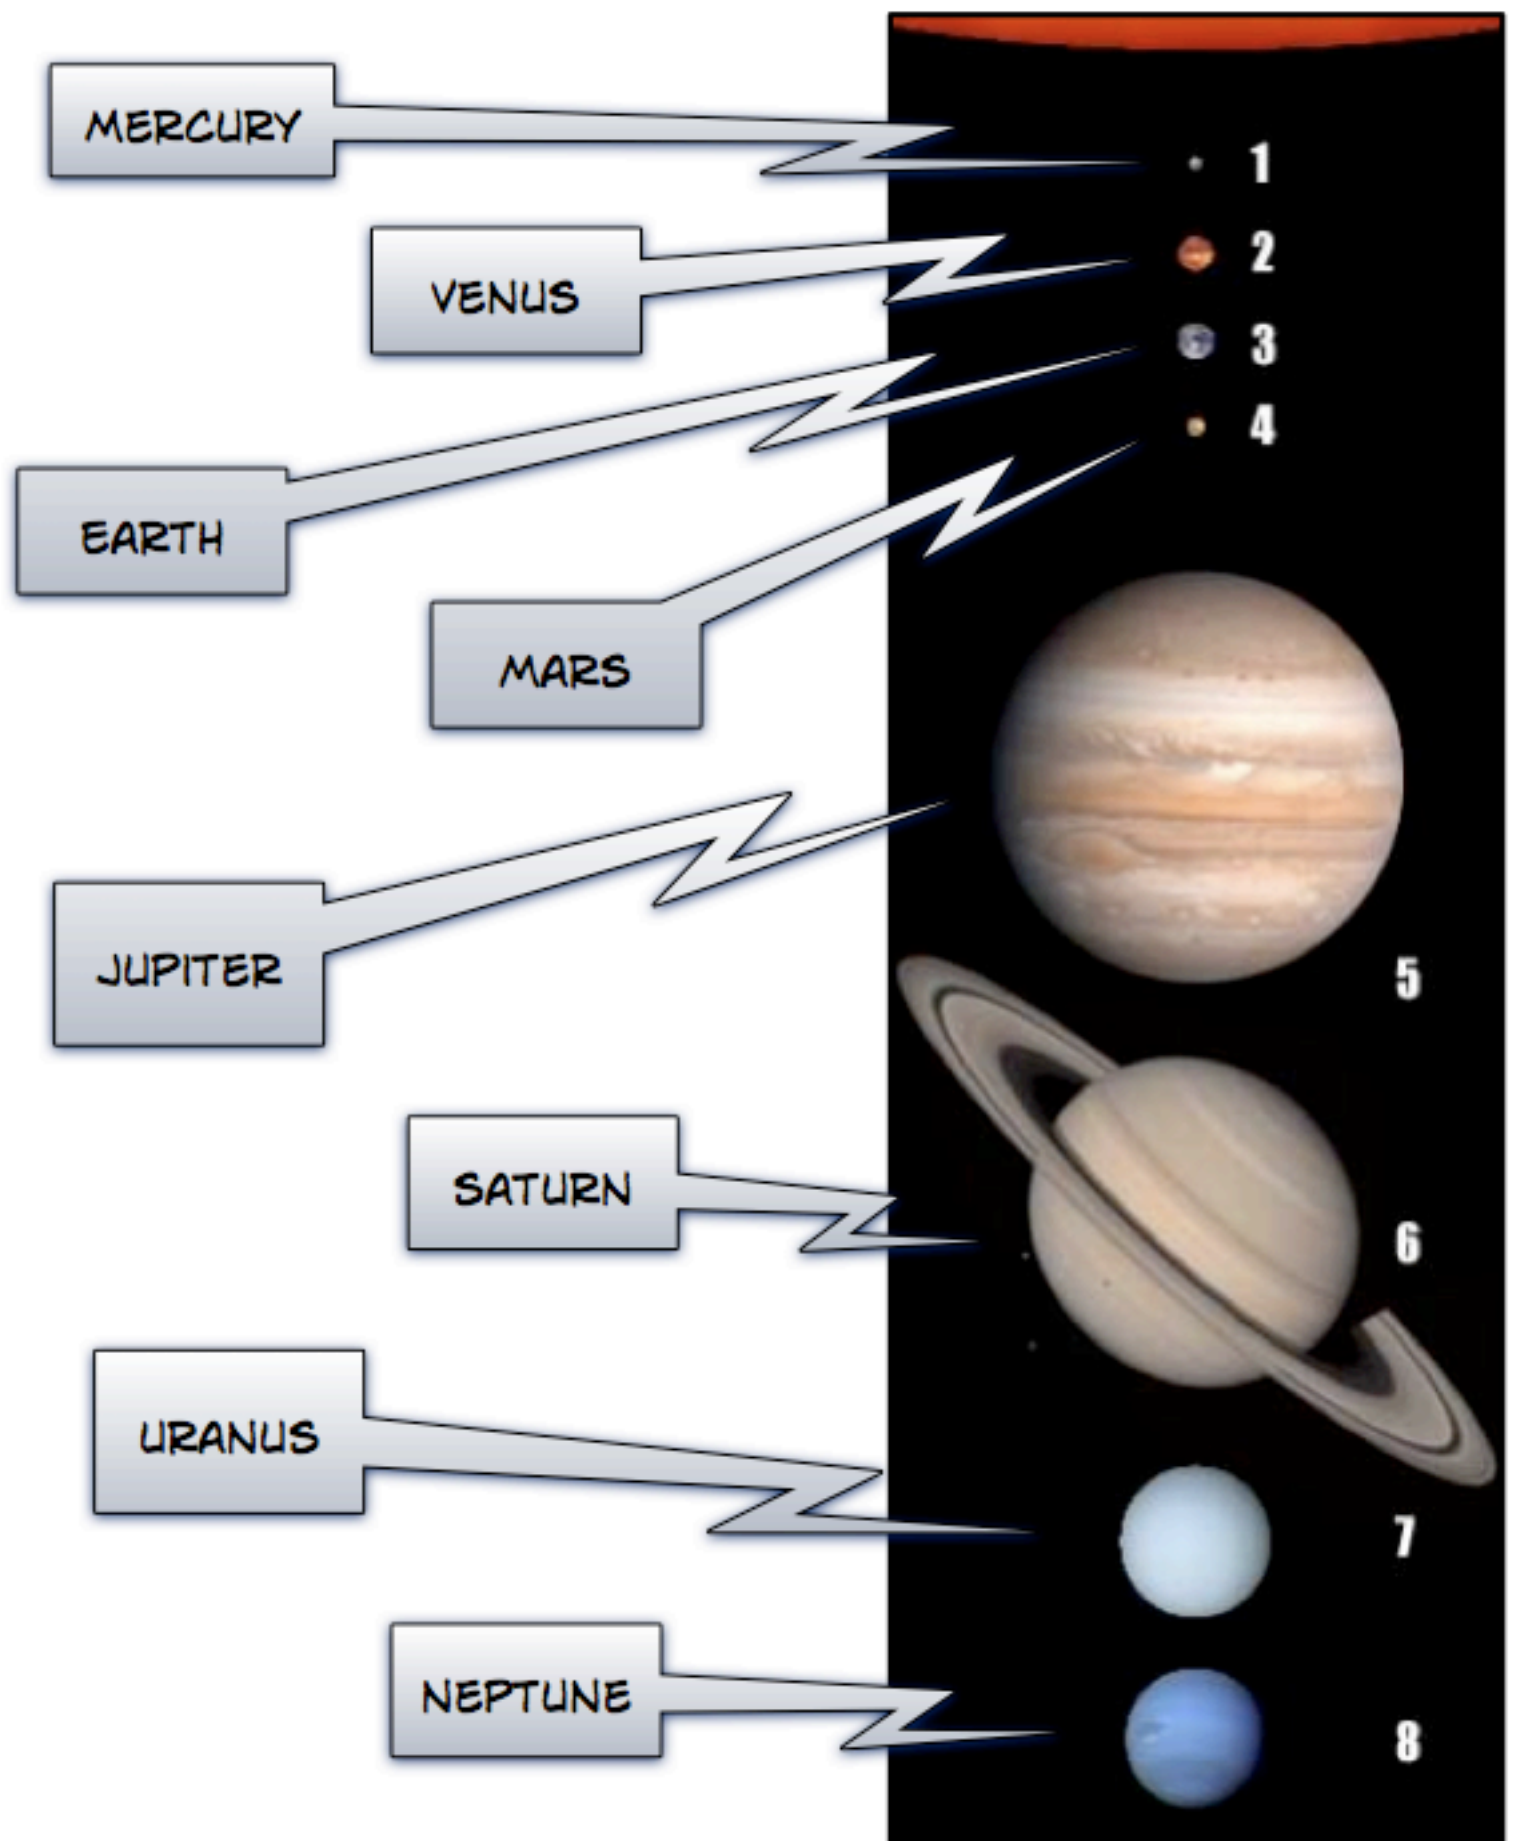 MERCURY
1
VENUS
2
3
EARTH
4
MARS
JUPITER
5
SATURN
6
URANUS
7
NEPTUNE
8